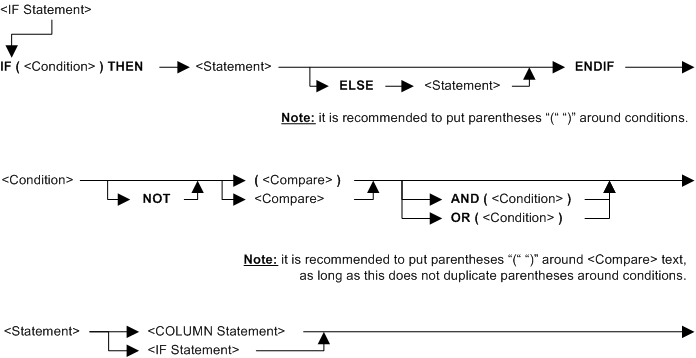 <IF Statement>
IF ( <Condition> ) THEN <Statement> ENDIF
ELSE <Statement>
Note: it is recommended to put parentheses “(“ “)” around conditions.
<Condition> ( <Compare> )
NOT <Compare> AND ( <Condition> )
OR ( <Condition> )
Note: it is recommended to put parentheses “(“ “)” around <Compare> text,
as long as this does not duplicate parentheses around conditions.
<Statement> <COLUMN Statement>
<IF Statement>